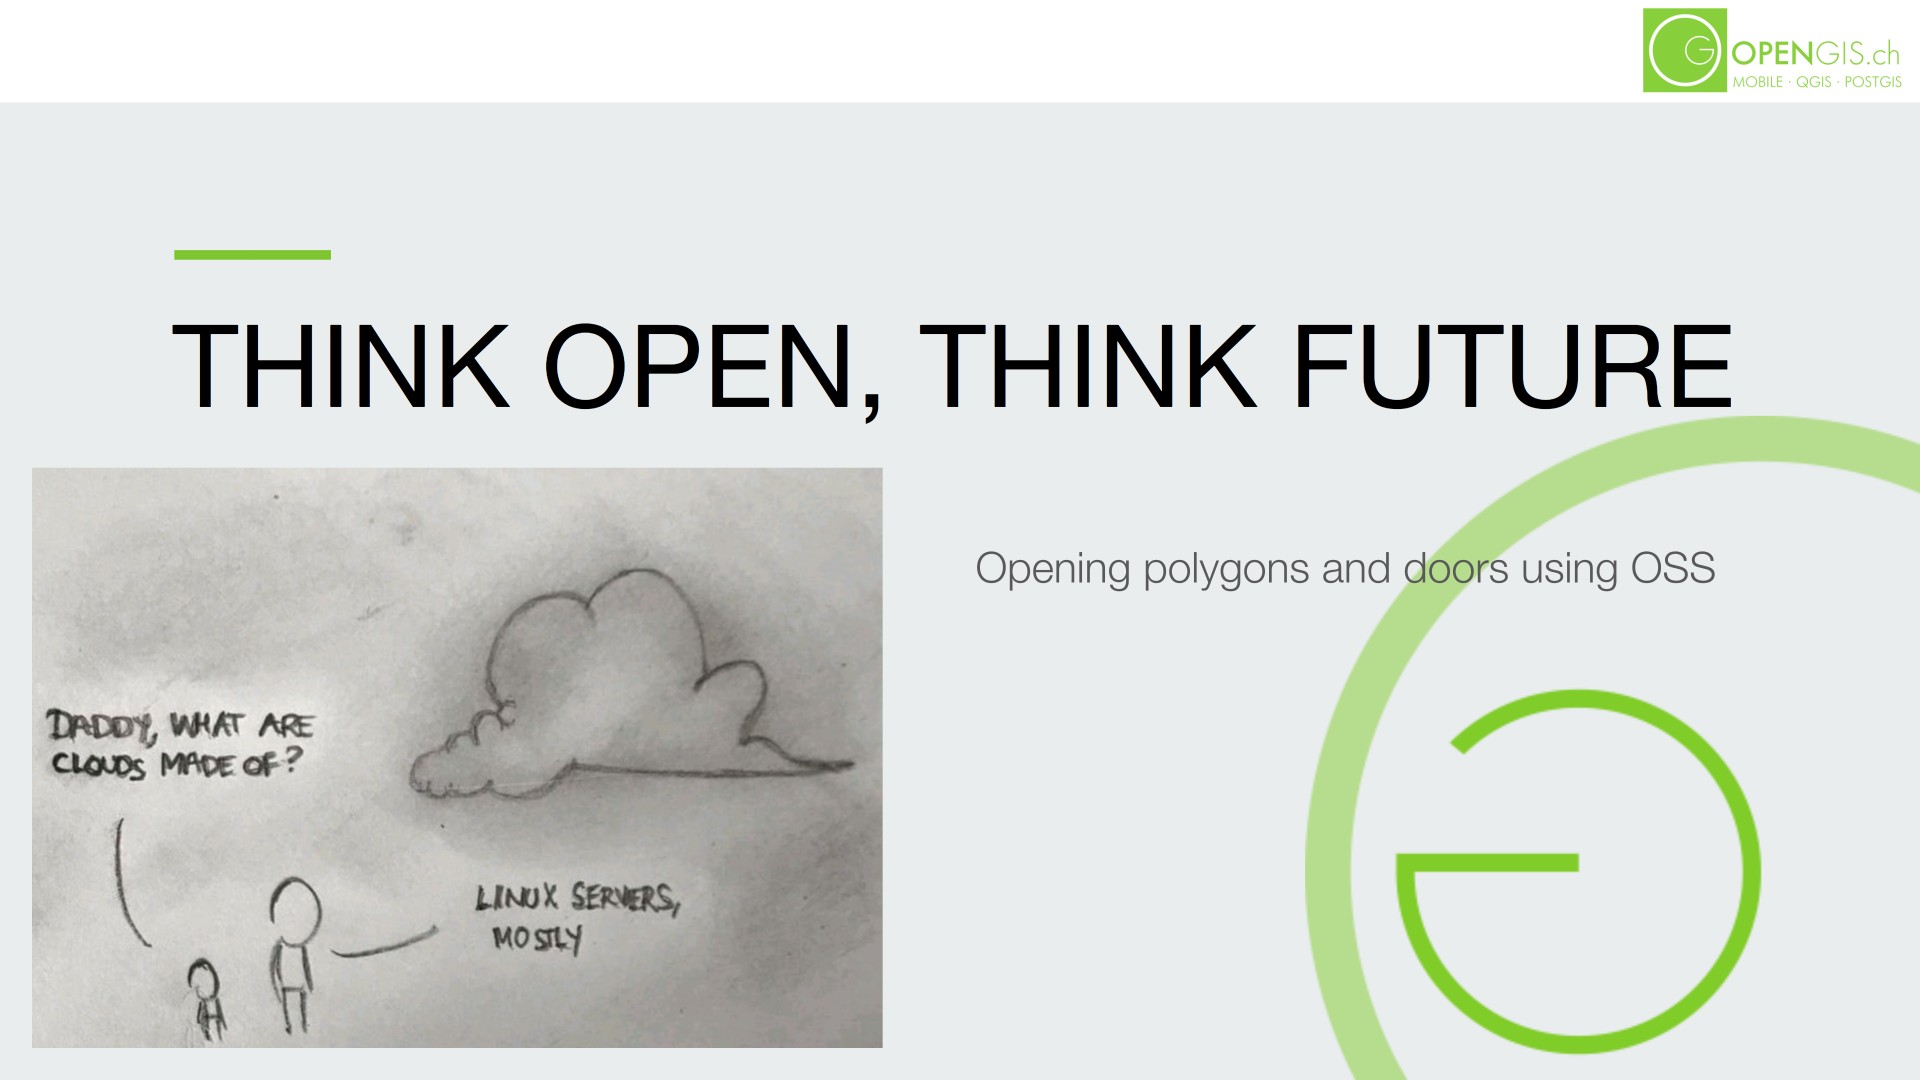 OPENGIS.ch
MOBILE · QGIS · POSTGIS
THINK OPEN, THINK FUTURE
Opening polygons and doors using OSS
DADDY, WHAT ARE
CLOUDS MADE OF?
LINUX SERVERS,
MOSTLY